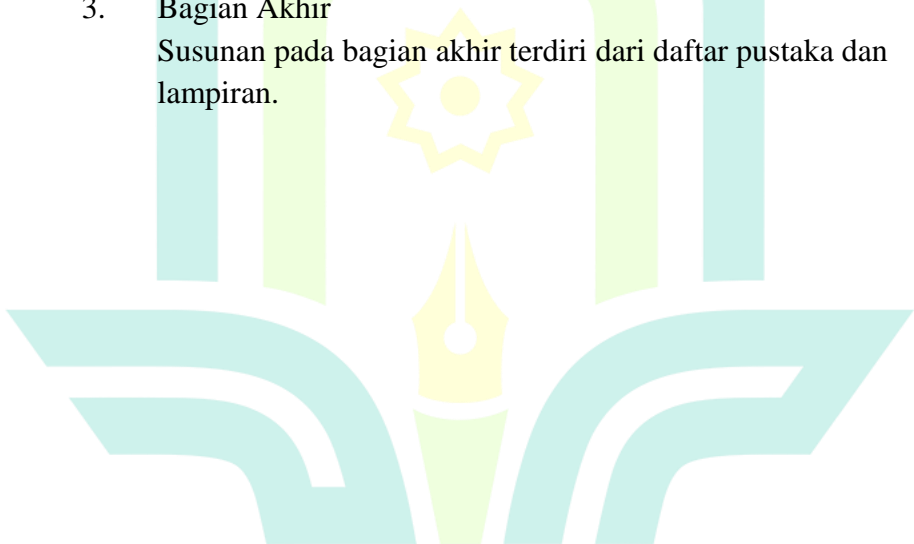 3. Bagian Akhir
Susunan pada bagian akhir terdiri dari daftar pustaka dan
lampiran.